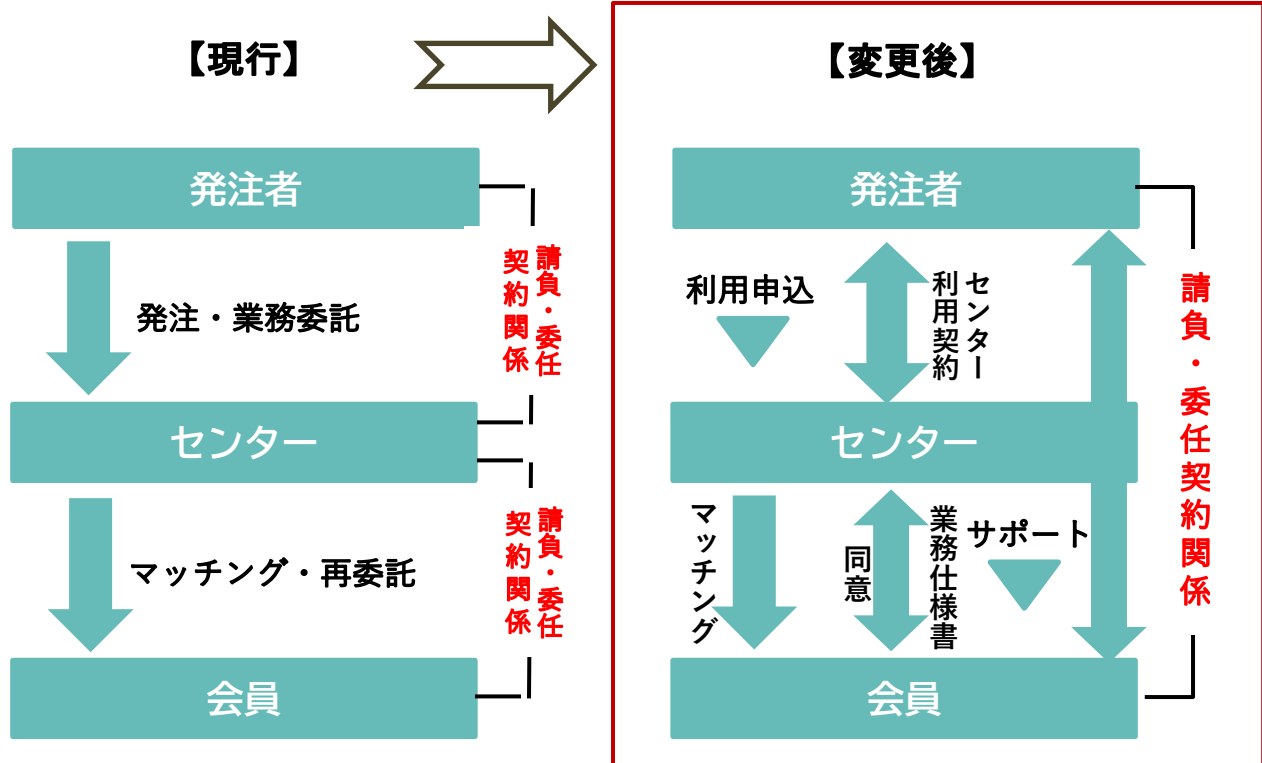 【現行】
発注者
発注・業務委託
請負・委任
契約関係
センター
マッチング・再委託
請負・委任
契約関係
会員
【変更後】
発注者
利用申込
センター
利用契約
センター
マッチング
同意
業務仕様書
サポート
会員
請負・委任契約関係